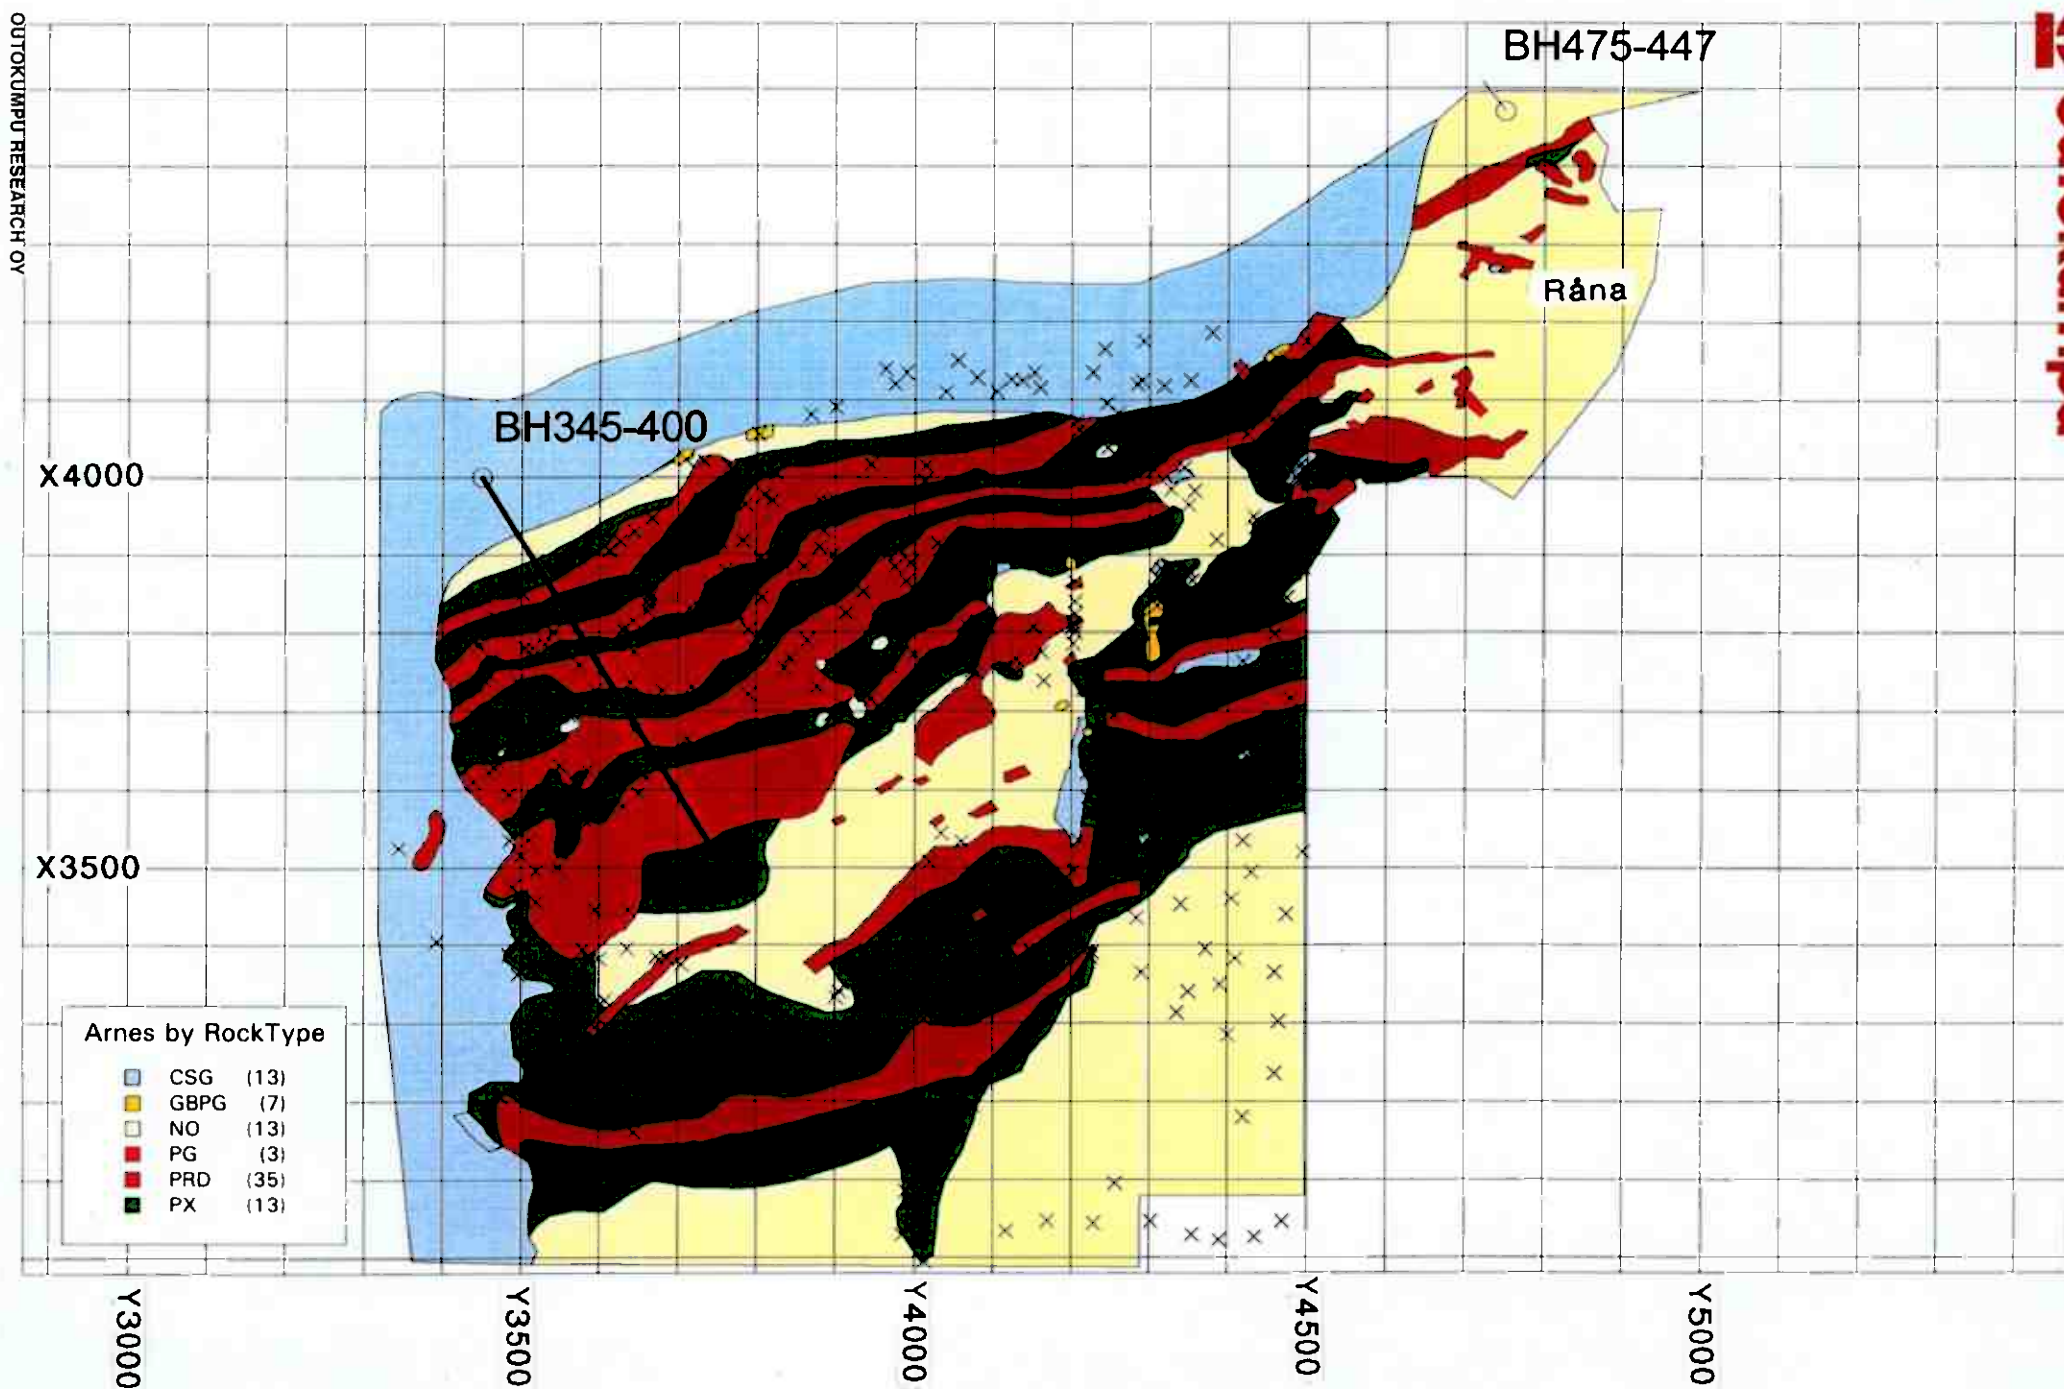 OUTOKUMPU RESEARCH OY
BH475-447
Råna
BH345-400
X4000
X3500
Arnes by RockType
CSG (13)
GBPG (7)
NO (13)
PG (3)
PRD (35)
PX (13)
Y3000
Y3500
Y4000
Y4500
Y5000